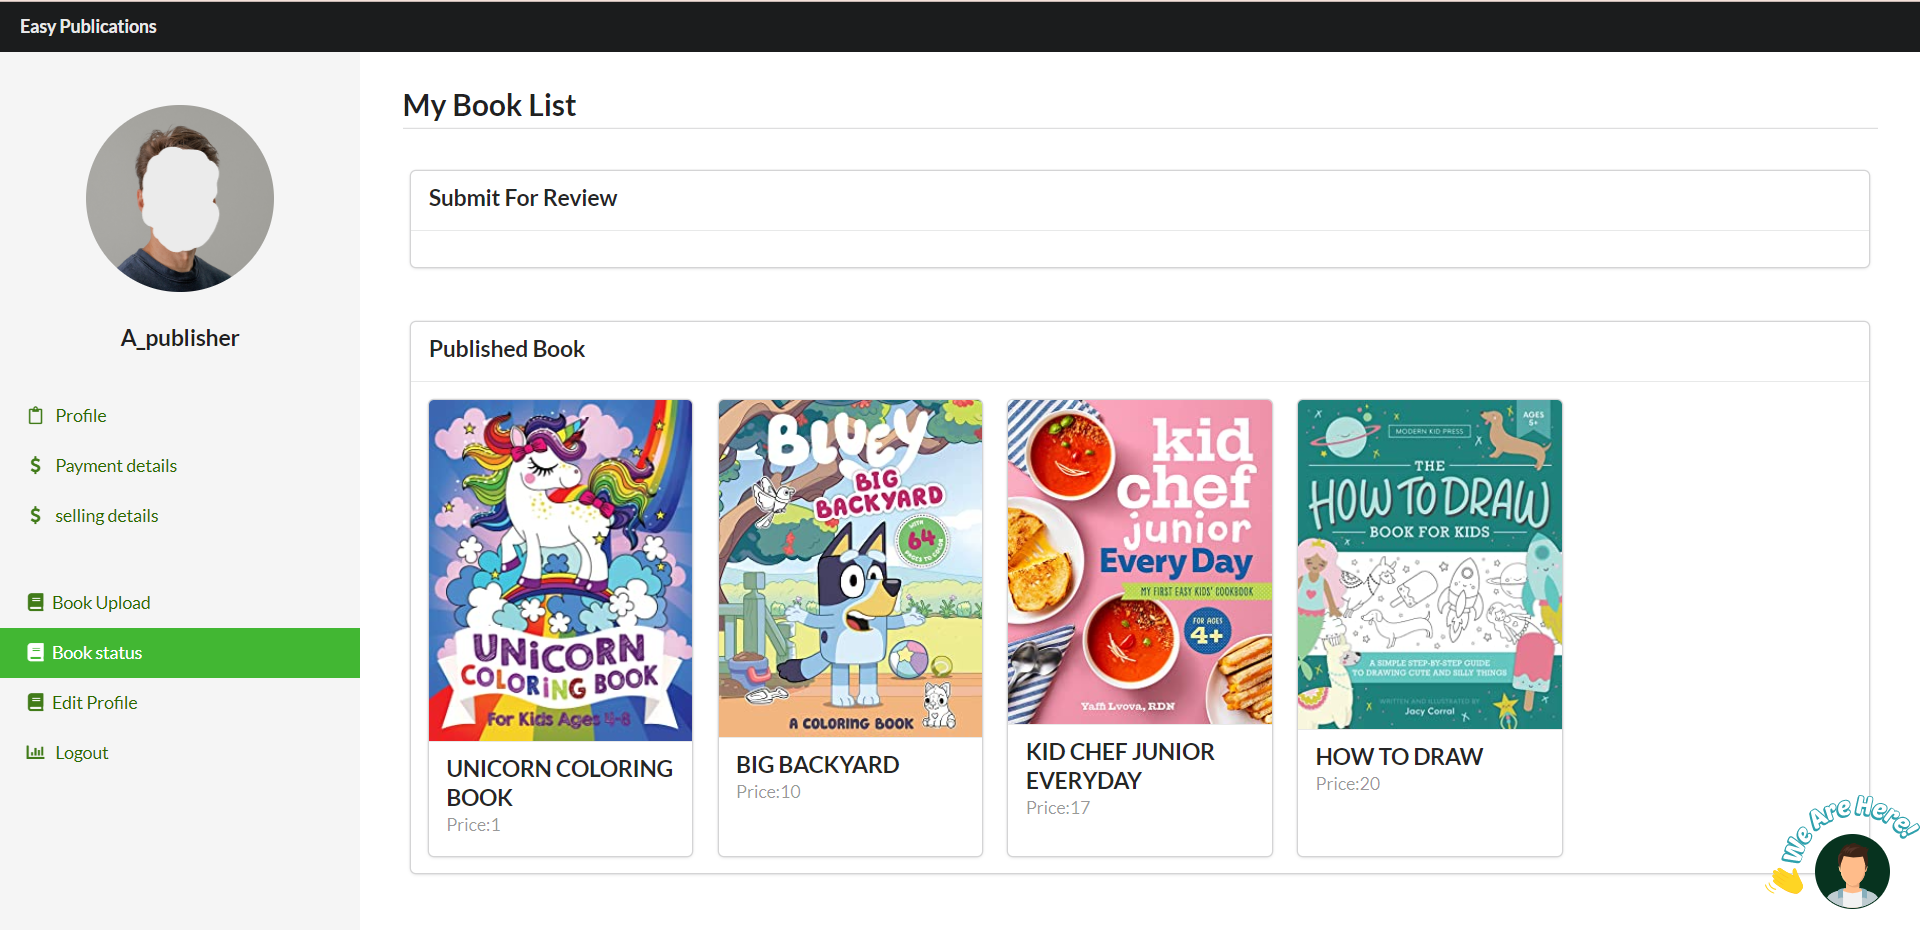 Easy Publications
A_publisher
Profile
Payment details
selling details
Book Upload
Book status
Edit Profile
Logout
My Book List
Submit For Review
Published Book
UNICORN
COLORING BOOK
For Kids Ages 4-8
UNICORN COLORING
BOOK
Price:1
BLUEY
BIG
BACKYARD
WITH
64
PAGES TO COLOR
A COLORING BOOK
BIG BACKYARD
Price:10
kid
chef
junior
Every Day
MY FIRST EASY KIDS' COOKBOOK
FOR AGES
4+
Yaffi Lvova, RDN
KID CHEF JUNIOR
EVERYDAY
Price:17
AGES
5+
MODERN KID PRESS
THE
HOW TO DRAW
BOOK FOR KIDS
A SIMPLE STEP-BY-STEP GUIDE
TO DRAWING CUTE AND SILLY THINGS
WRITTEN AND ILLUSTRATED BY
Jacy Corral
HOW TO DRAW
Price:20
We Are Here!